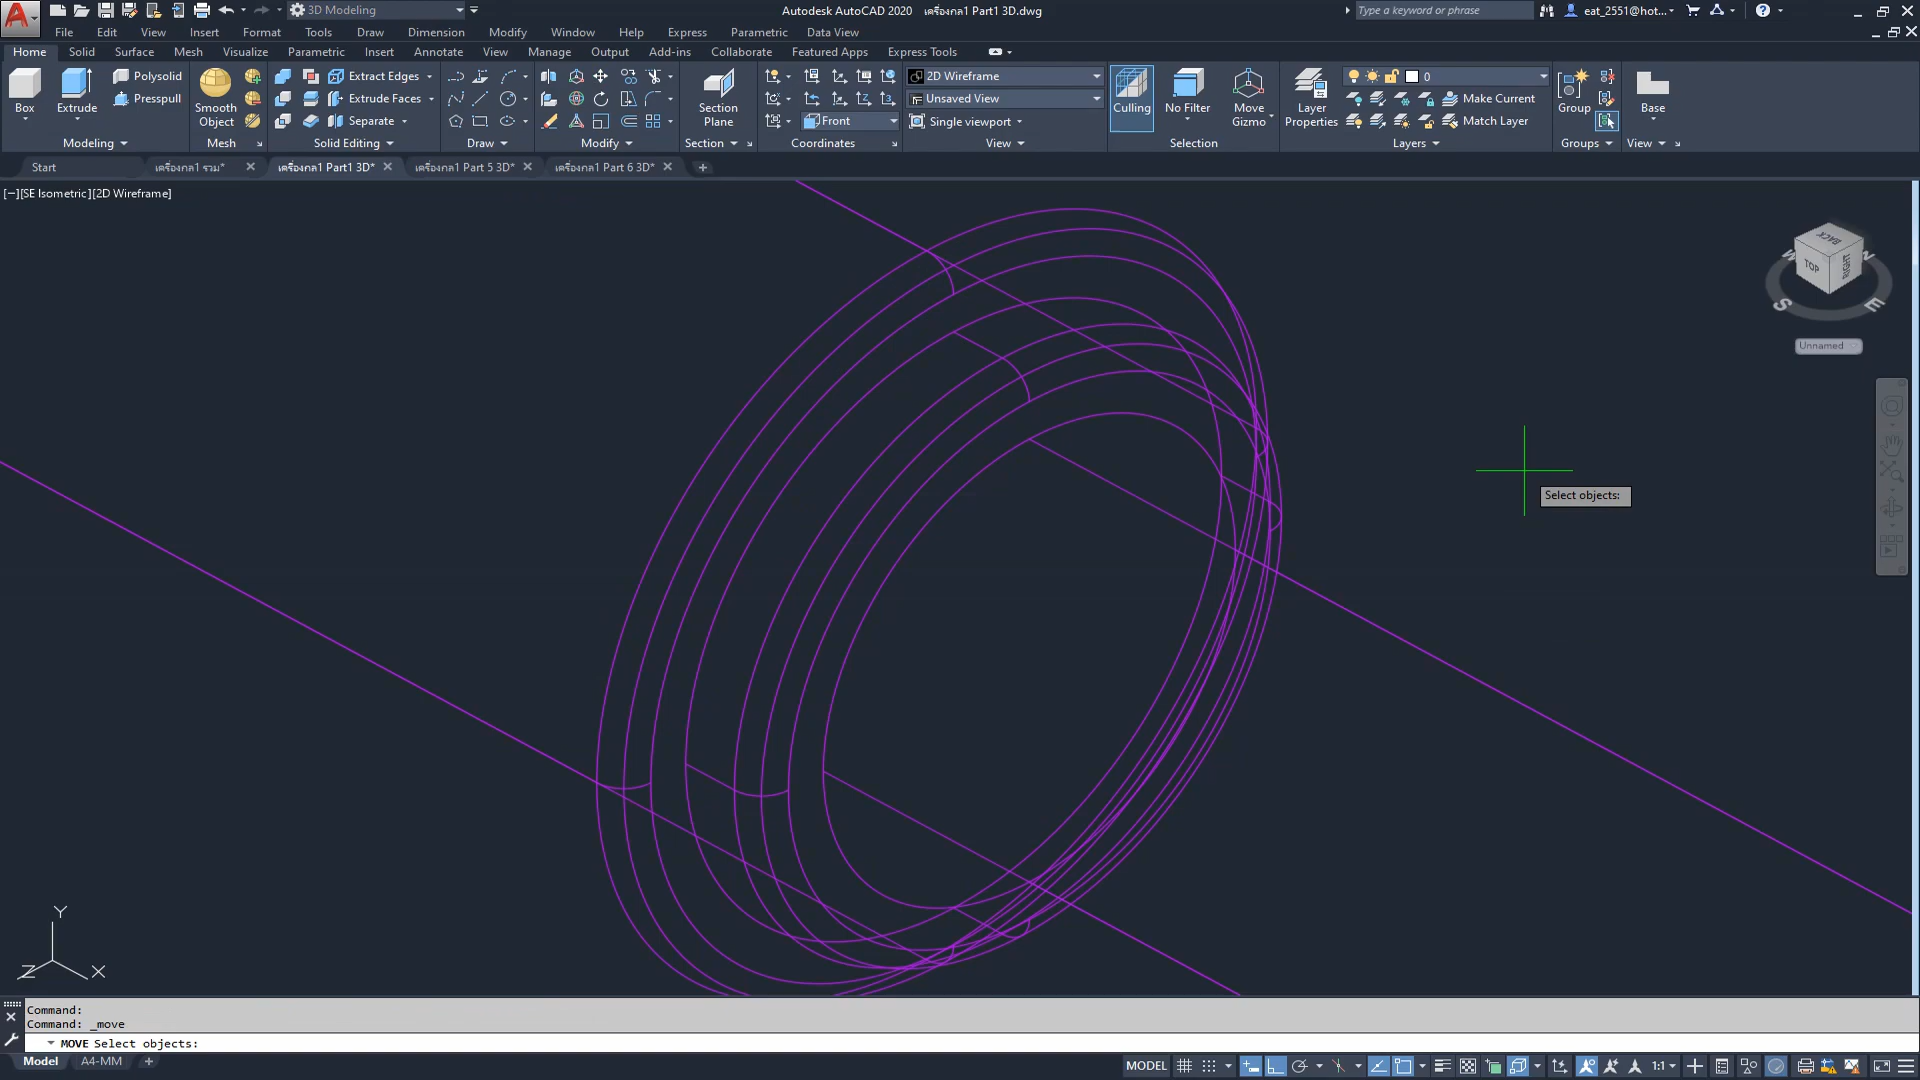 3D Modeling
Autodesk AutoCAD 2020 เครื่องกล1 Part1 3D.dwg
Type a keyword or phrase
eat_2551@hot...
File Edit View Insert Format Tools Draw Dimension Modify Window Help Express Parametric Data View
Home Solid Surface Mesh Visualize Parametric Insert Annotate View Manage Output Add-ins Collaborate Featured Apps Express Tools
Box
Extrude
Polysolid
Presspull
Modeling
Smooth Object
Mesh
Extract Edges
Extrude Faces
Separate
Solid Editing
Draw
Modify
Section Plane
Section
Front
Coordinates
2D Wireframe
Unsaved View
Single viewport
View
Culling
No Filter
Move Gizmo
Selection
Layer Properties
0
Make Current
Match Layer
Layers
Group
Groups
Base
View
Start
เครื่องกล1 รวม*
เครื่องกล1 Part1 3D*
เครื่องกล1 Part 5 3D*
เครื่องกล1 Part 6 3D*
[−][SE Isometric][2D Wireframe]
BACK
TOP
RIGHT
W
N
S
E
Unnamed
Select objects:
Y
Z
X
Command:
Command: _move
MOVE Select objects:
Model
A4-MM
MODEL
1:1